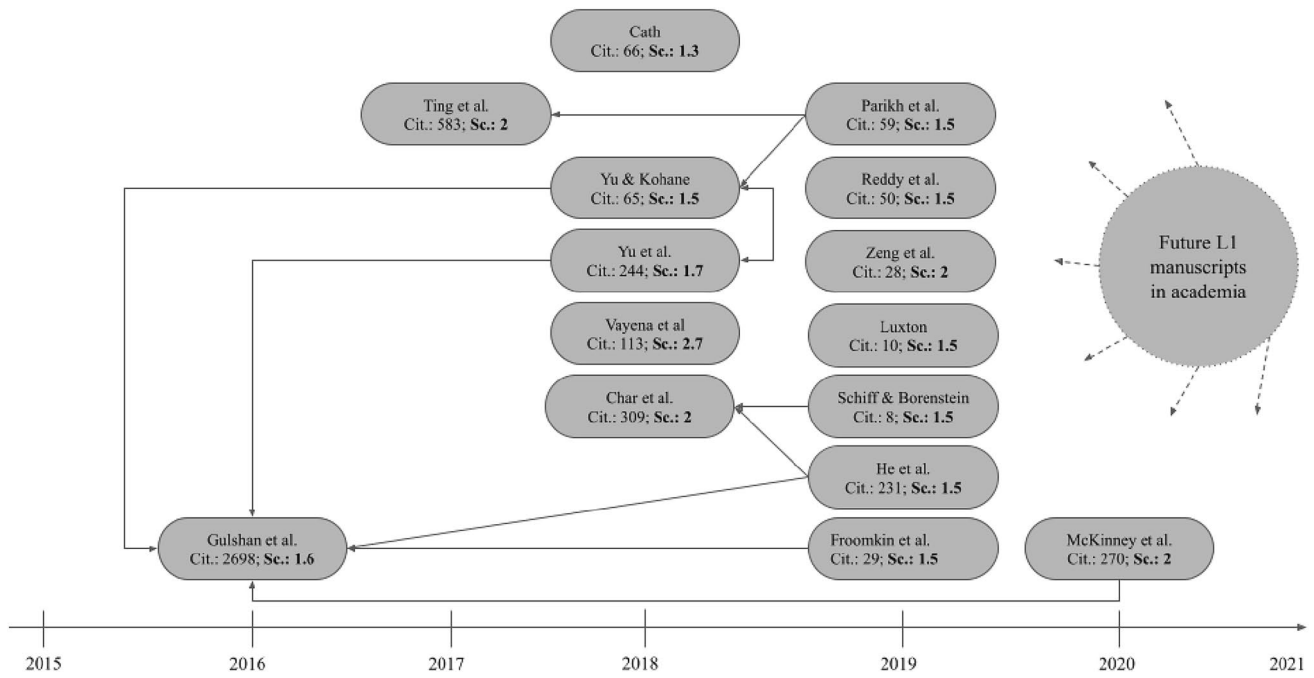 Cath
Cit.: 66; Sc.: 1.3
Ting et al.
Cit.: 583; Sc.: 2
Parikh et al.
Cit.: 59; Sc.: 1.5
Yu & Kohane
Cit.: 65; Sc.: 1.5
Reddy et al.
Cit.: 50; Sc.: 1.5
Yu et al.
Cit.: 244; Sc.: 1.7
Zeng et al.
Cit.: 28; Sc.: 2
Future L1
manuscripts
in academia
Vayena et al
Cit.: 113; Sc.: 2.7
Luxton
Cit.: 10; Sc.: 1.5
Char et al.
Cit.: 309; Sc.: 2
Schiff & Borenstein
Cit.: 8; Sc.: 1.5
He et al.
Cit.: 231; Sc.: 1.5
Gulshan et al.
Cit.: 2698; Sc.: 1.6
Froomkin et al.
Cit.: 29; Sc.: 1.5
McKinney et al.
Cit.: 270; Sc.: 2
2015 2016 2017 2018 2019 2020 2021